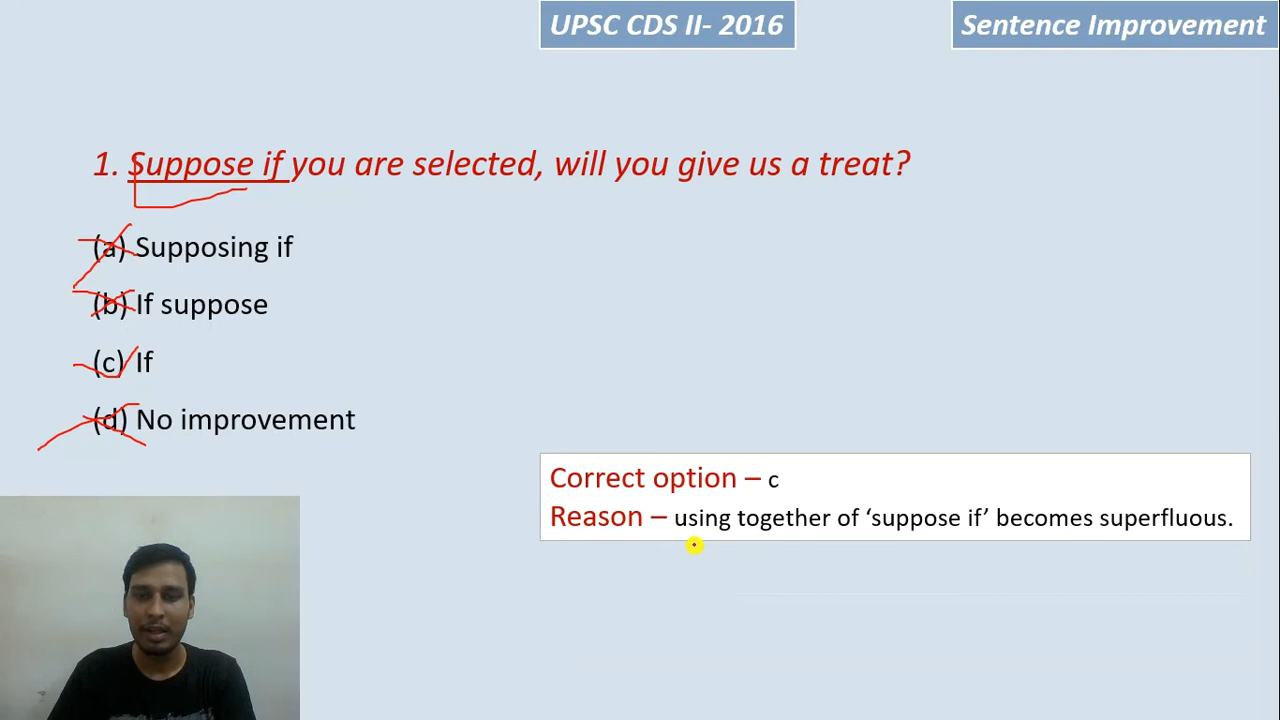 UPSC CDS II- 2016
Sentence Improvement
1. Suppose if you are selected, will you give us a treat?
(a) Supposing if
(b) If suppose
(c) If
(d) No improvement
Correct option – c
Reason – using together of ‘suppose if’ becomes superfluous.